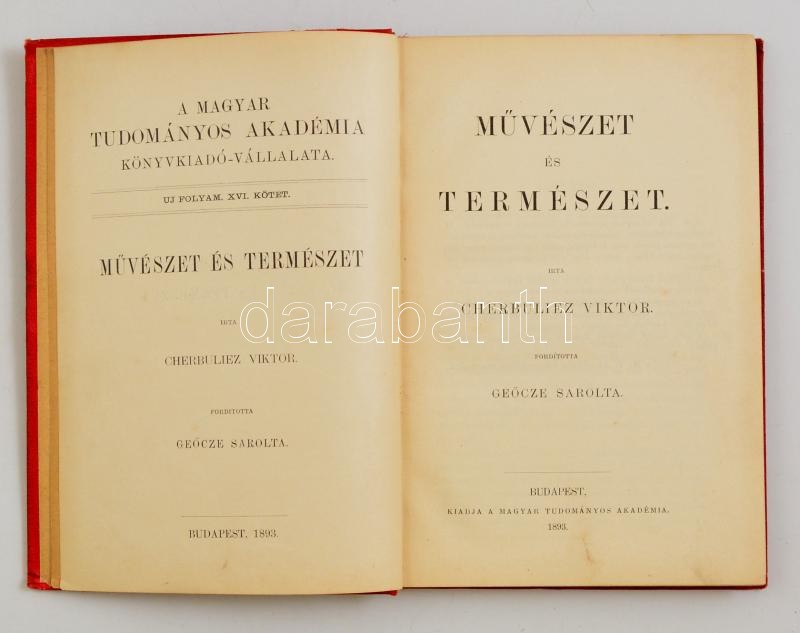 A MAGYAR
TUDOMÁNYOS AKADÉMIA
KÖNYVKIADÓ-VÁLLALATA.
UJ FOLYAM. XVI. KÖTET.
MŰVÉSZET ÉS TERMÉSZET
IRTA
CHERBULIEZ VIKTOR.
FORDITOTTA
GEŐCZE SAROLTA.
BUDAPEST, 1893.
MŰVÉSZET
ÉS
TERMÉSZET.
IRTA
CHERBULIEZ VIKTOR.
FORDÍTOTTA
GEŐCZE SAROLTA.
BUDAPEST,
KIADJA A MAGYAR TUDOMÁNYOS AKADÉMIA.
1893.
darabanth